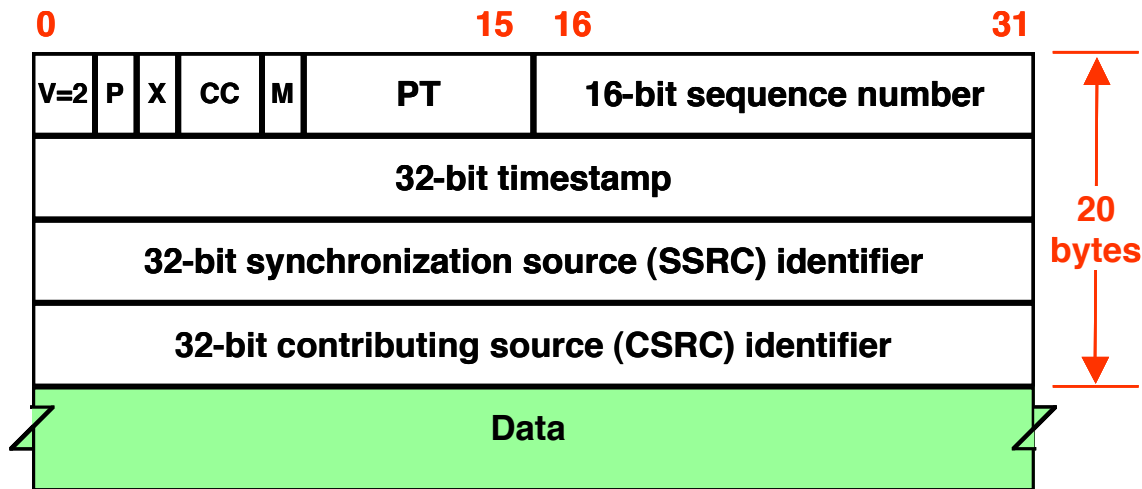 0 15 16 31
V=2 P X CC M PT 16-bit sequence number
32-bit timestamp
20
32-bit synchronization source (SSRC) identifier
bytes
32-bit contributing source (CSRC) identifier
Data